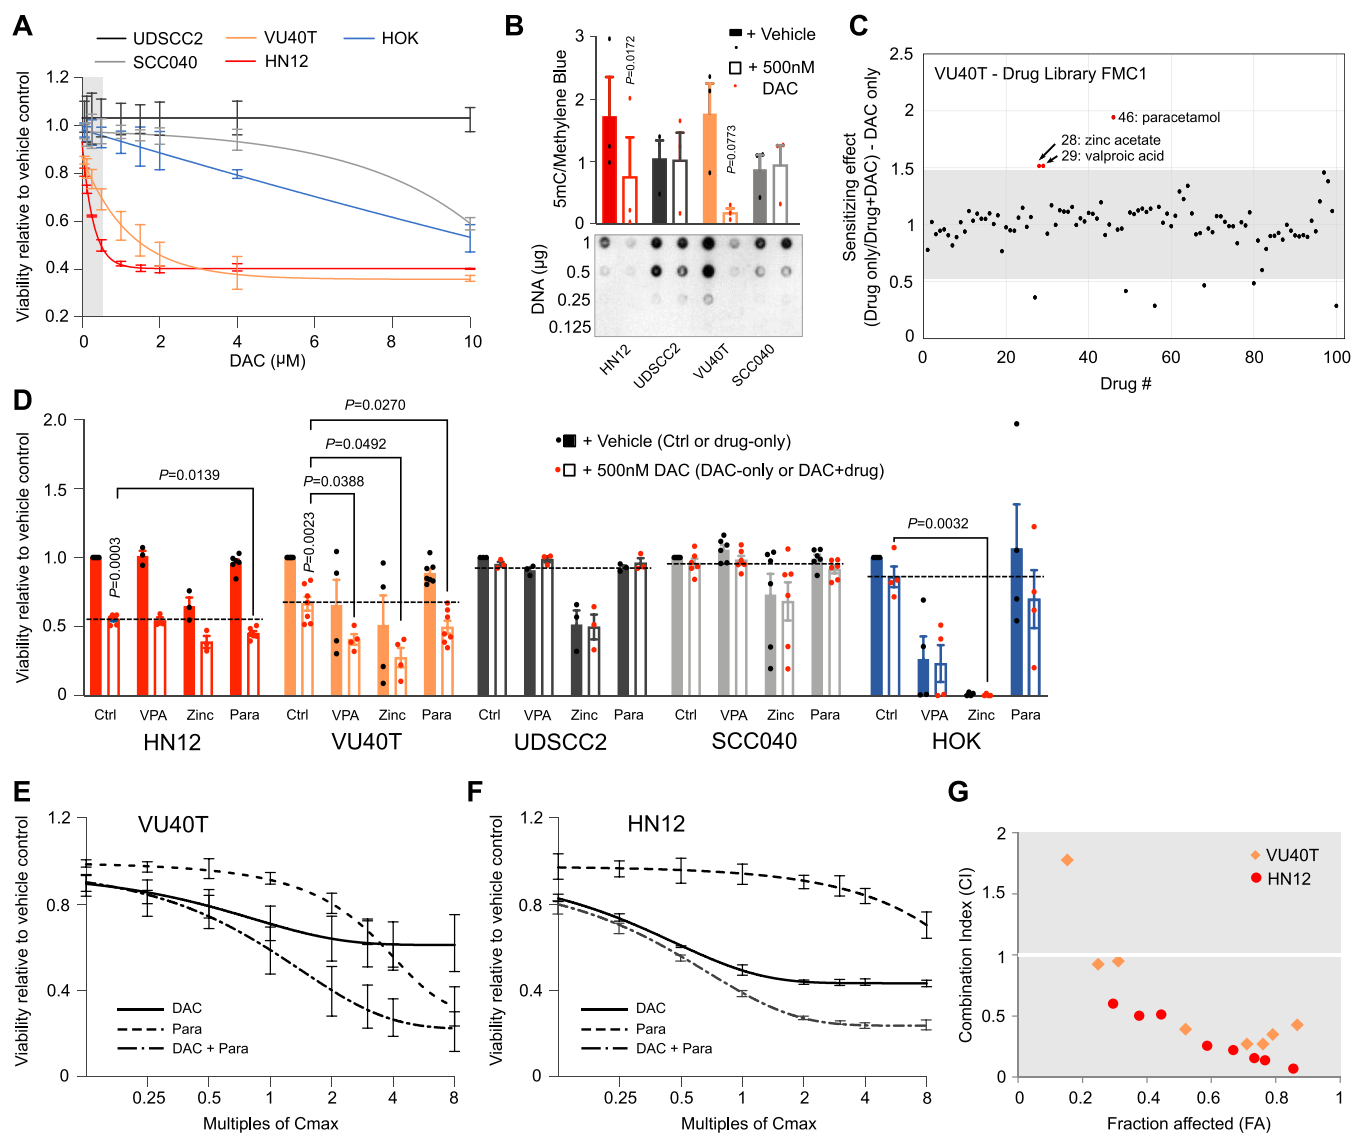 A
UDSCC2
VU40T
HOK
SCC040
HN12
Viability relative to vehicle control
1.2
1.0
0.8
0.6
0.4
0.2
0
2
4
6
8
10
DAC (μM)
B
+ Vehicle
+ 500nM
DAC
5mC/Methylene Blue
3
2
1
0
P=0.0172
P=0.0773
DNA (μg)
1
0.5
0.25
0.125
HN12
UDSCC2
VU40T
SCC040
C
VU40T - Drug Library FMC1
Sensitizing effect
(Drug only/Drug+DAC) - DAC only
2.5
2
1.5
1
0.5
0
46: paracetamol
28: zinc acetate
29: valproic acid
0
20
40
60
80
100
Drug #
D
Viability relative to vehicle control
2.0
1.5
1.0
0.5
0
P=0.0139
P=0.0003
P=0.0270
P=0.0492
P=0.0388
P=0.0023
+ Vehicle (Ctrl or drug-only)
+ 500nM DAC (DAC-only or DAC+drug)
P=0.0032
Ctrl VPA Zinc Para
Ctrl VPA Zinc Para
Ctrl VPA Zinc Para
Ctrl VPA Zinc Para
Ctrl VPA Zinc Para
HN12
VU40T
UDSCC2
SCC040
HOK
E
VU40T
Viability relative to vehicle control
1.2
0.8
0.4
0
DAC
Para
DAC + Para
0.25
0.5
1
2
4
8
Multiples of Cmax
F
HN12
Viability relative to vehicle control
1.2
0.8
0.4
0
DAC
Para
DAC + Para
0.25
0.5
1
2
4
8
Multiples of Cmax
G
Combination Index (CI)
2
1.5
1
0.5
0
VU40T
HN12
0
0.2
0.4
0.6
0.8
1
Fraction affected (FA)